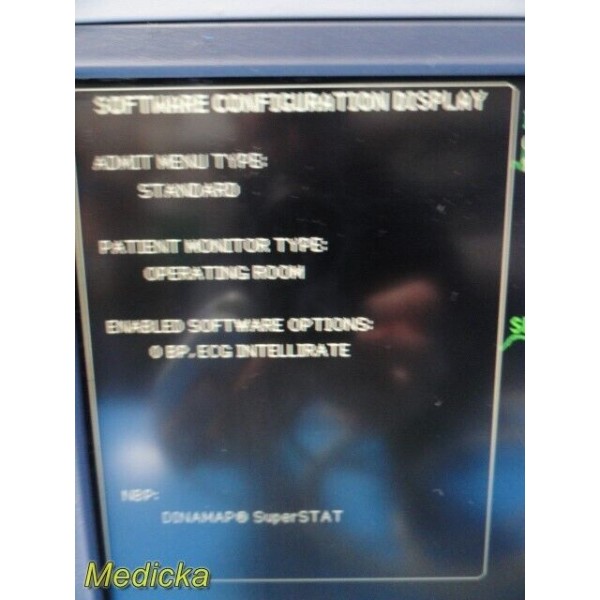 SOFTWARE CONFIGURATION DISPLAY
ADMIT MENU TYPE:
STANDARD
PATIENT MONITOR TYPE:
OPERATING ROOM
ENABLED SOFTWARE OPTIONS:
© BP, ECG INTELLIRATE
NBP:
DINAMAP® SuperSTAT
Medicka